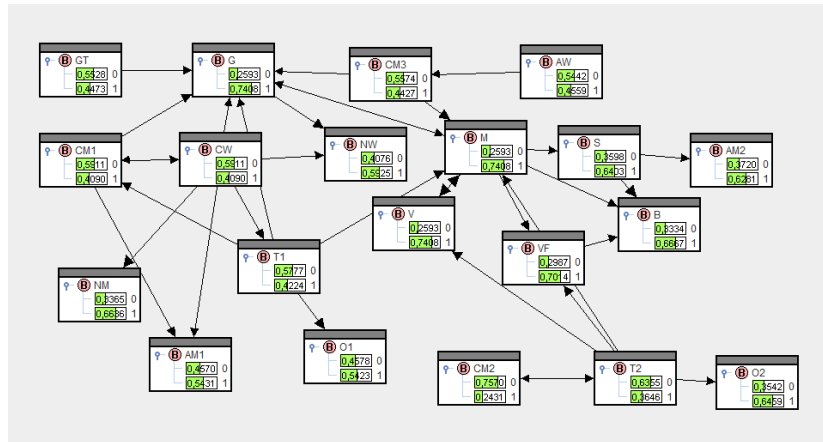 B GT
0,5528 0
0,4473 1
B G
0,2593 0
0,7408 1
B CM3
0,5574 0
0,4427 1
B AW
0,5442 0
0,4559 1
B CM1
0,5911 0
0,4090 1
B CW
0,5911 0
0,4090 1
B NW
0,4076 0
0,5925 1
B M
0,2593 0
0,7408 1
B S
0,3598 0
0,6403 1
B AM2
0,3720 0
0,6281 1
B V
0,2593 0
0,7408 1
B B
0,3334 0
0,6667 1
B VF
0,2987 0
0,7014 1
B T1
0,5777 0
0,4224 1
B NM
0,3365 0
0,6636 1
B AM1
0,4570 0
0,5431 1
B O1
0,4578 0
0,5423 1
B CM2
0,7570 0
0,2431 1
B T2
0,6355 0
0,3646 1
B O2
0,3542 0
0,6459 1